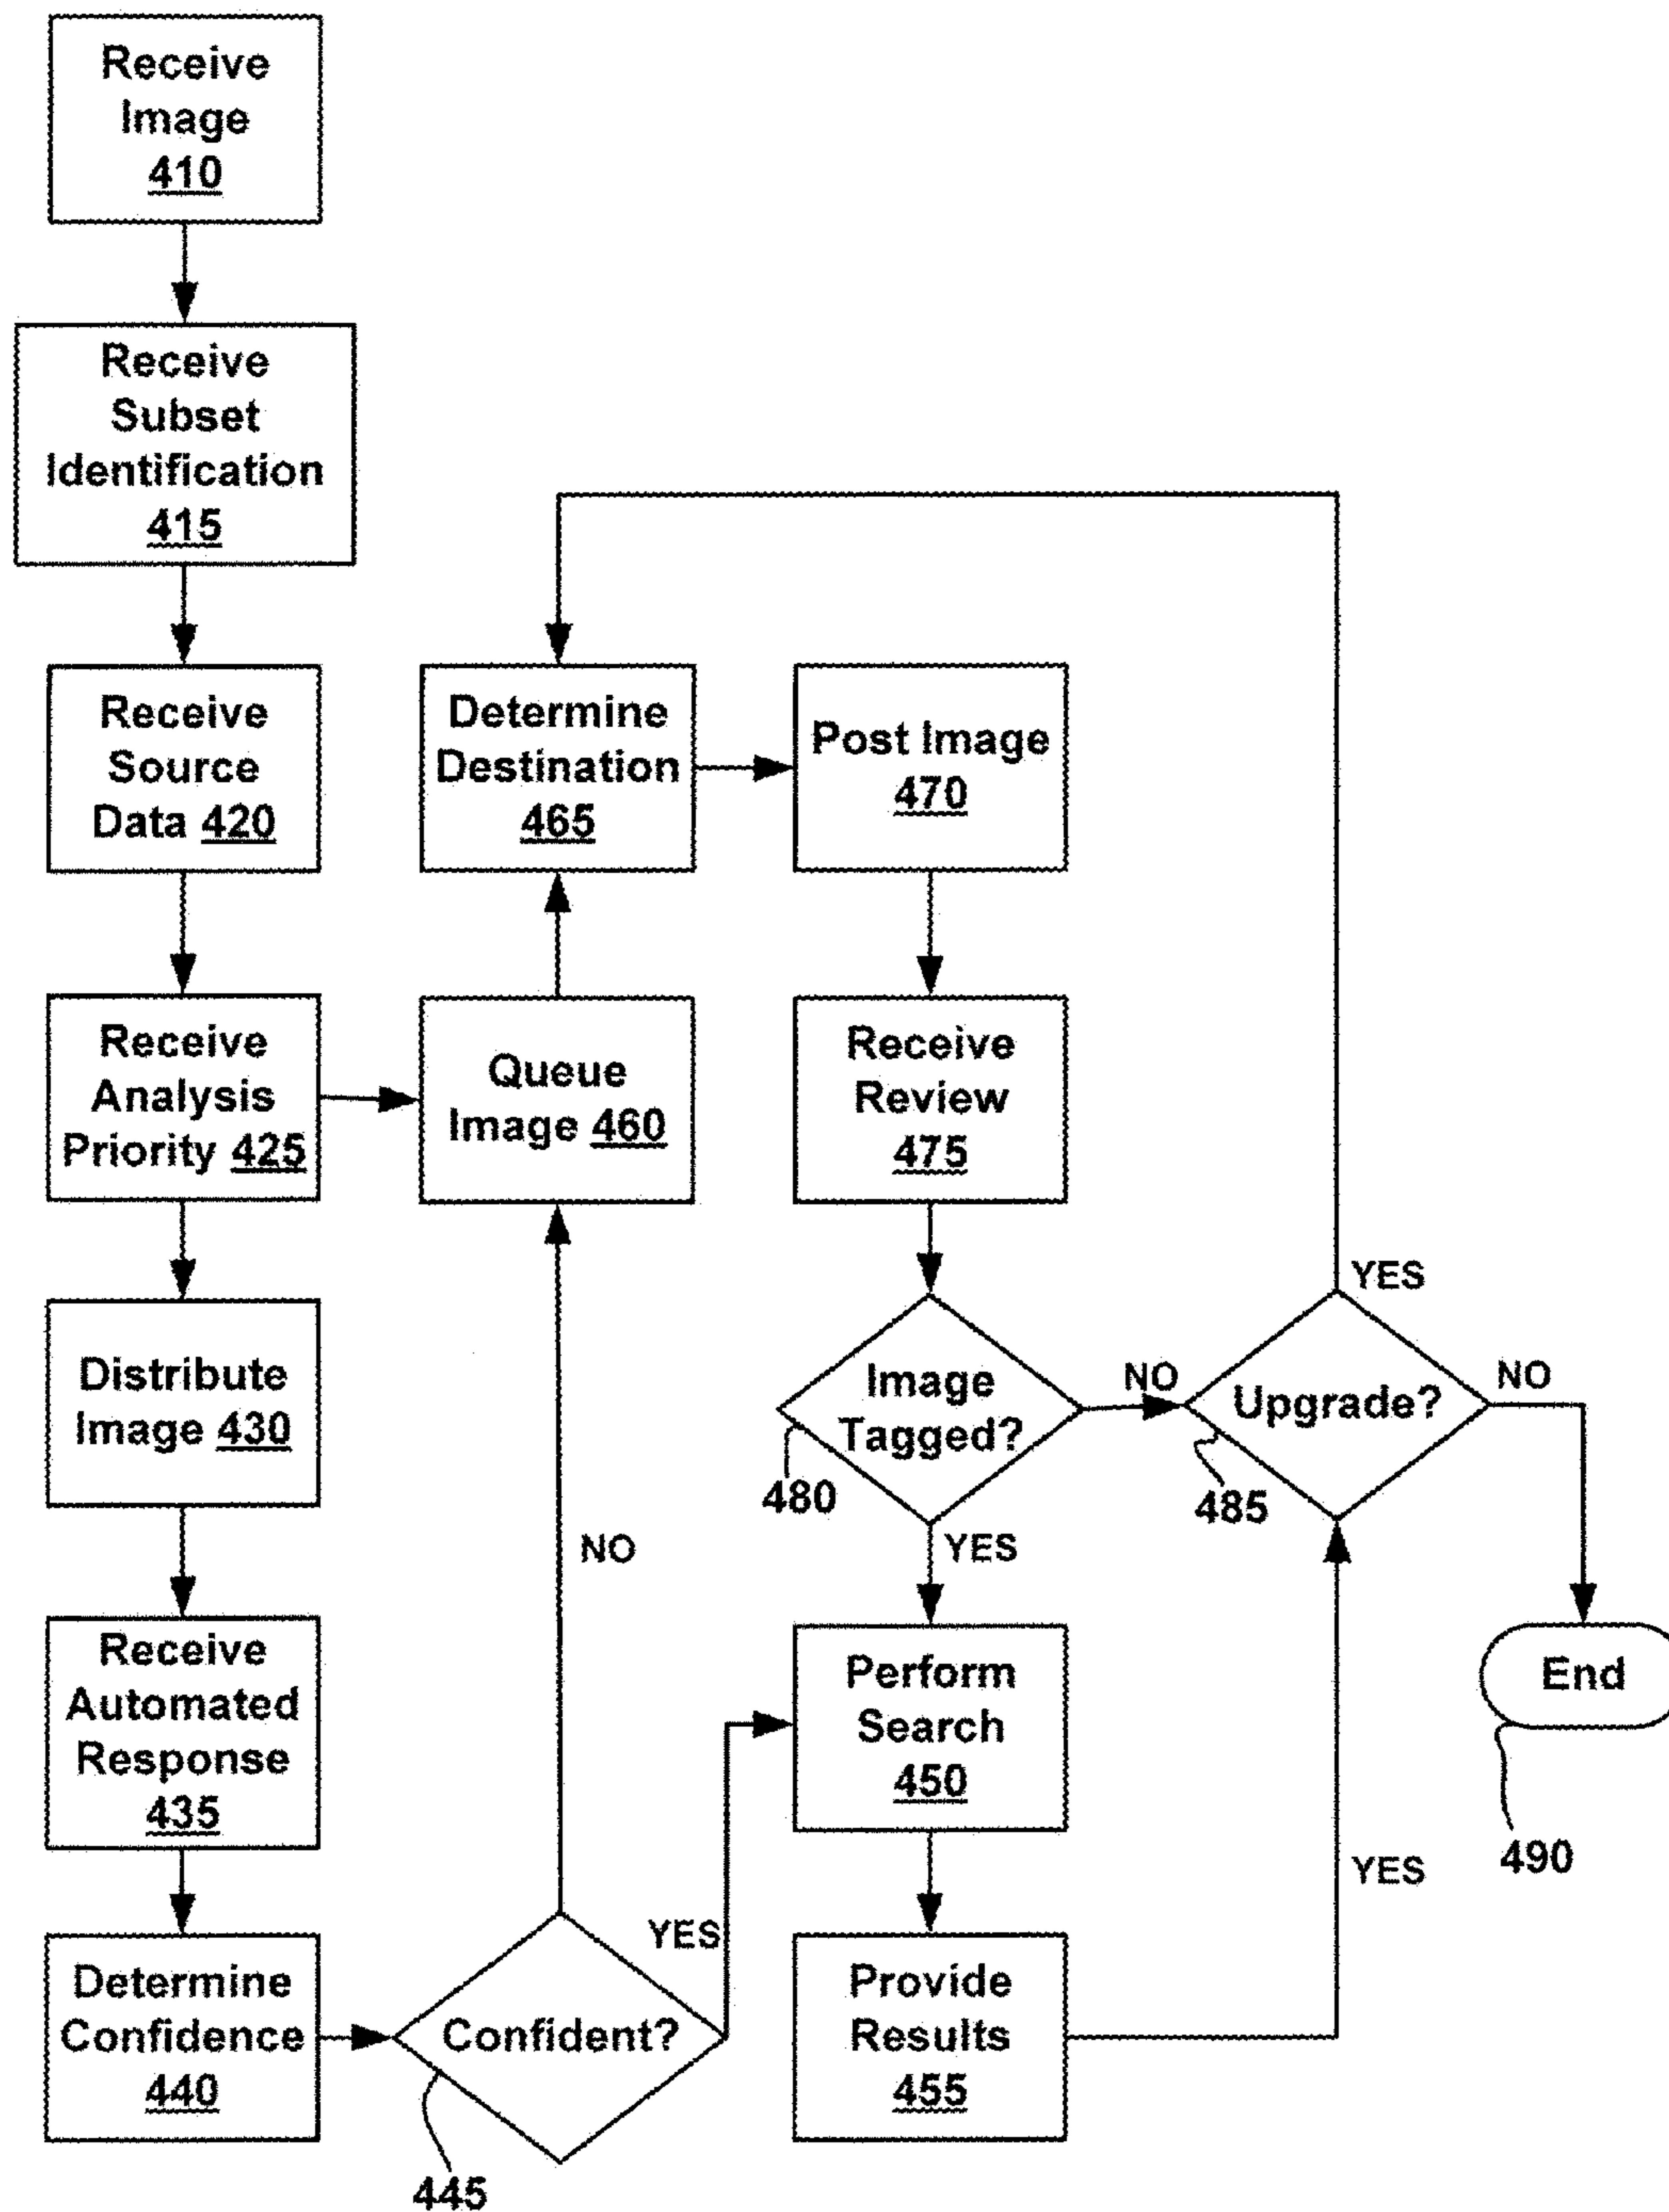 Receive
Image
410
Receive
Subset
Identification
415
Receive
Source
Data 420
Receive
Analysis
Priority 425
Distribute
Image 430
Receive
Automated
Response
435
Determine
Confidence
440
Confident?
445
NO
YES
Queue
Image 460
Determine
Destination
465
Post Image
470
Receive
Review
475
Image
Tagged?
480
NO
YES
Perform
Search
450
Provide
Results
455
YES
Upgrade?
485
YES
NO
End
490